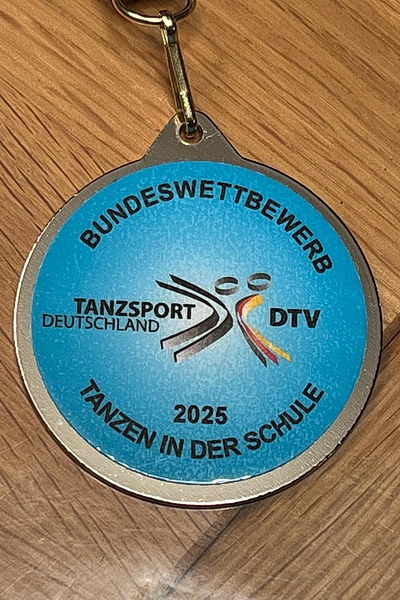 BUNDESWETTBEWERB
TANZSPORT
DEUTSCHLAND
DTV
2025
TANZEN IN DER SCHULE